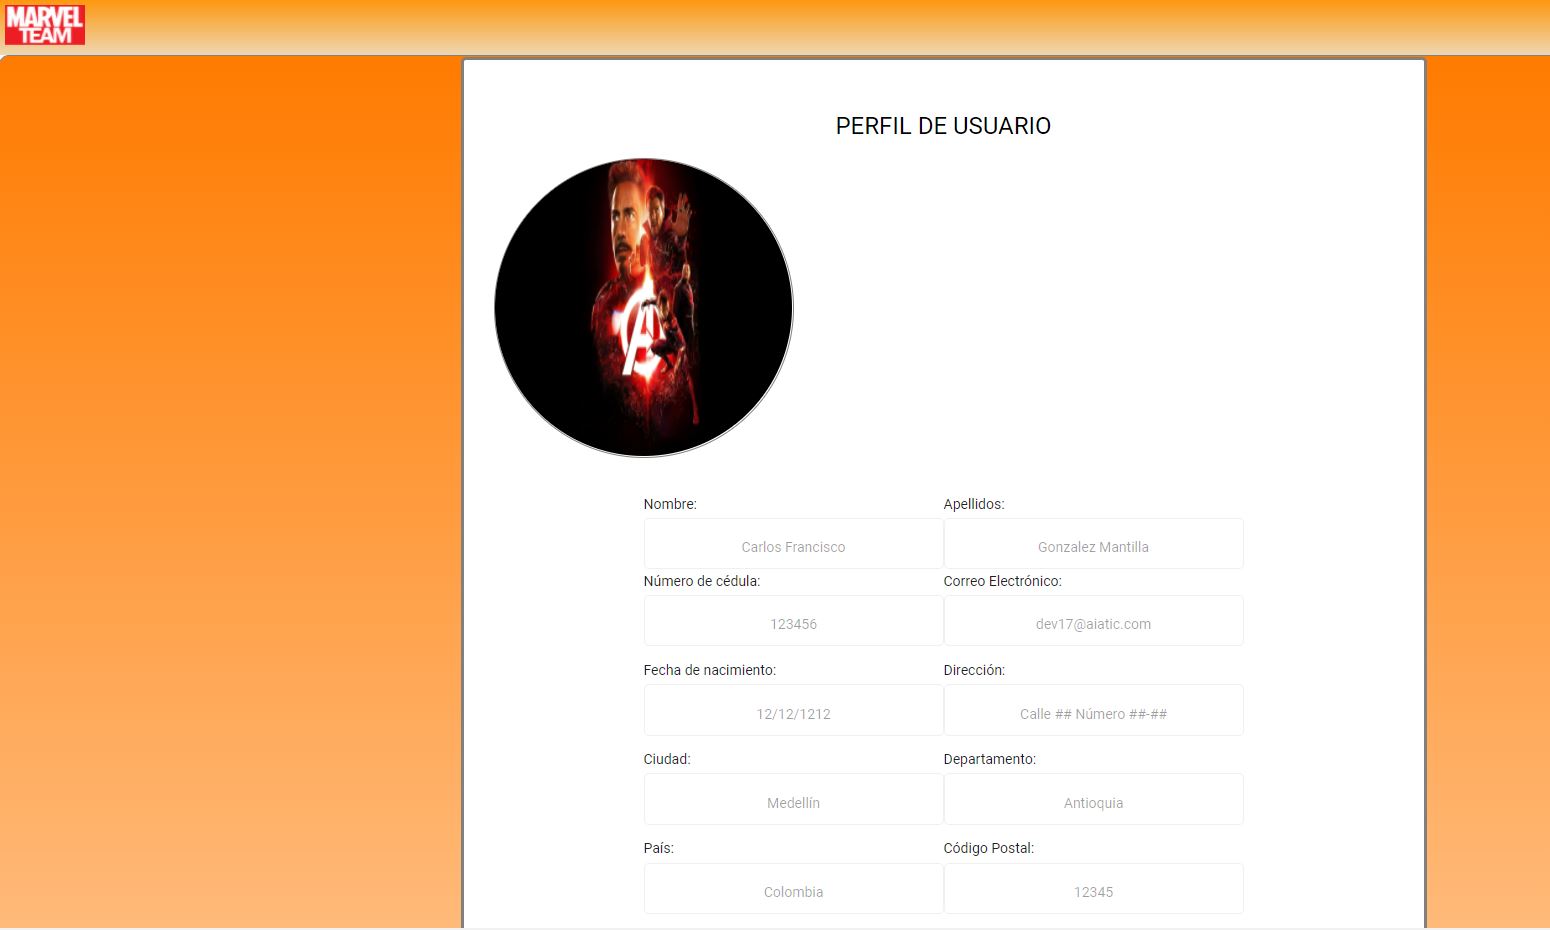 MARVEL
TEAM
PERFIL DE USUARIO
A
Nombre: Apellidos:
Carlos Francisco Gonzalez Mantilla
Número de cédula: Correo Electrónico:
123456 dev17@aiatic.com
Fecha de nacimiento: Dirección:
12/12/1212 Calle ## Número ##-##
Ciudad: Departamento:
Medellín Antioquia
País: Código Postal:
Colombia 12345